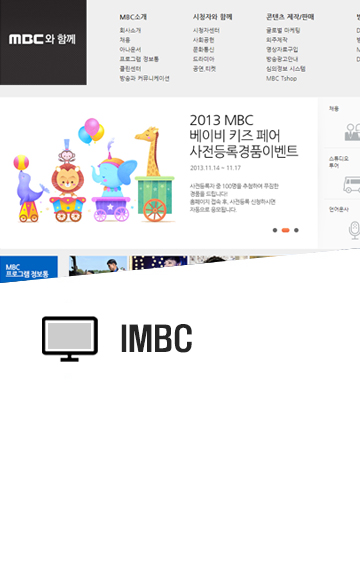 MBC와 함께
MBC소개
회사소개
채용
아나운서
프로그램 정보통
클린센터
방송과 커뮤니케이션
시청자와 함께
시청자센터
사회공헌
문화통신
드라미아
공연,티켓
콘텐츠 제작/판매
글로벌 마케팅
외주제작
영상자료구입
방송광고안내
심의정보 시스템
MBC Tshop
2013 MBC
베이비 키즈 페어
사전등록경품이벤트
2013.11.14 ~ 11.17
사전등록자 중 100명을 추첨하여 푸짐한
경품을 드립니다!
홈페이지 접속 후, 사전등록 신청하시면
자동으로 응모됩니다.
채용
스튜디오
투어
언어운사
MBC
프로그램 정보통
IMBC